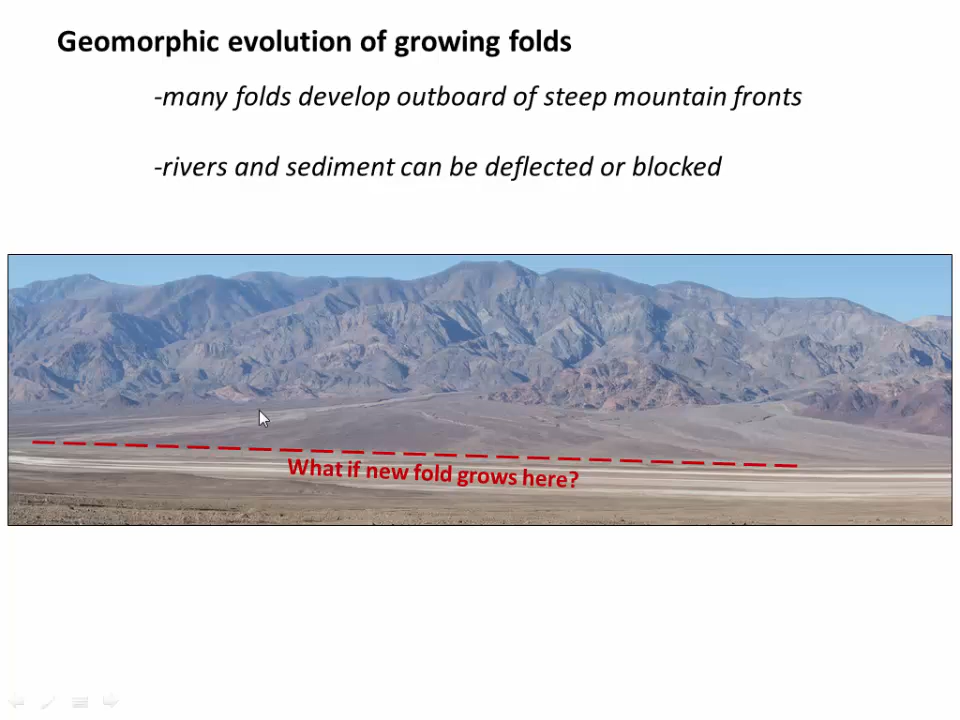 Geomorphic evolution of growing folds
-many folds develop outboard of steep mountain fronts
-rivers and sediment can be deflected or blocked
What if new fold grows here?